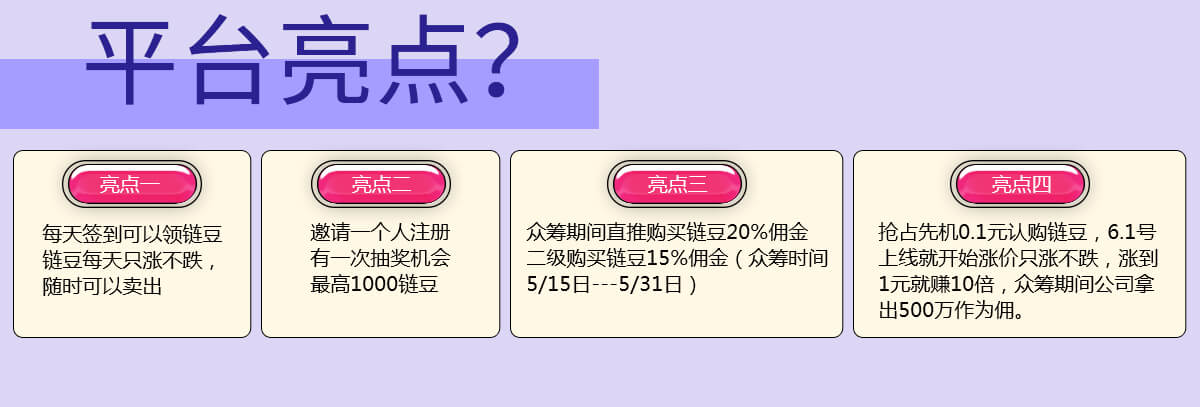 平台亮点？
亮点一
每天签到可以领链豆
链豆每天只涨不跌，
随时可以卖出
亮点二
邀请一个人注册
有一次抽奖机会
最高1000链豆
亮点三
众筹期间直推购买链豆20%佣金
二级购买链豆15%佣金（众筹时间
5/15日---5/31日）
亮点四
抢占先机0.1元认购链豆，6.1号
上线就开始涨价只涨不跌，涨到
1元就赚10倍，众筹期间公司拿
出500万作为佣。